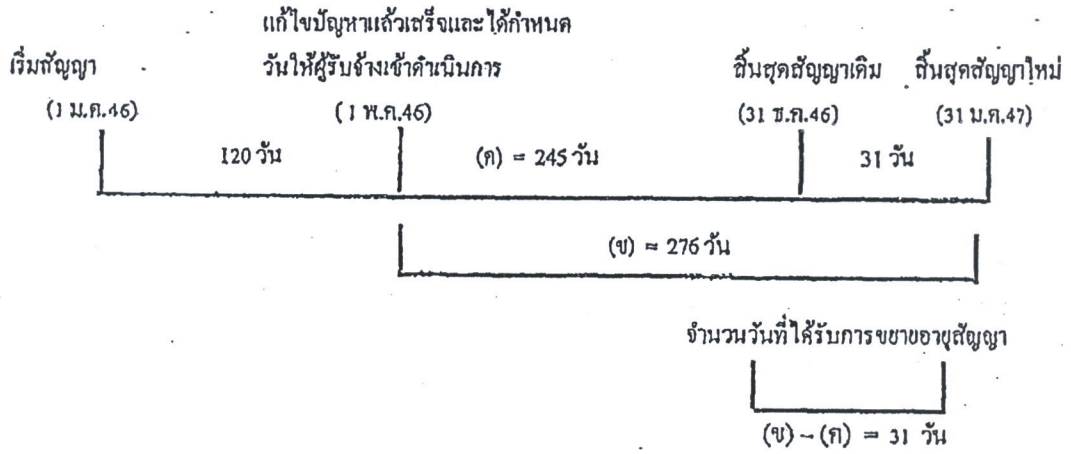 แก้ไขปัญหาแล้วเสร็จและได้กำหนด
เริ่มสัญญา วันให้ผู้รับจ้างเข้าดำเนินการ สิ้นสุดสัญญาเดิม สิ้นสุดสัญญาใหม่
(1 ม.ค.46) (1 พ.ค.46) (31 ธ.ค.46) (31 ม.ค.47)
120 วัน (ค) = 245 วัน 31 วัน
(ข) = 276 วัน
จำนวนวันที่ได้รับการขยายอายุสัญญา
(ข) – (ค) = 31 วัน